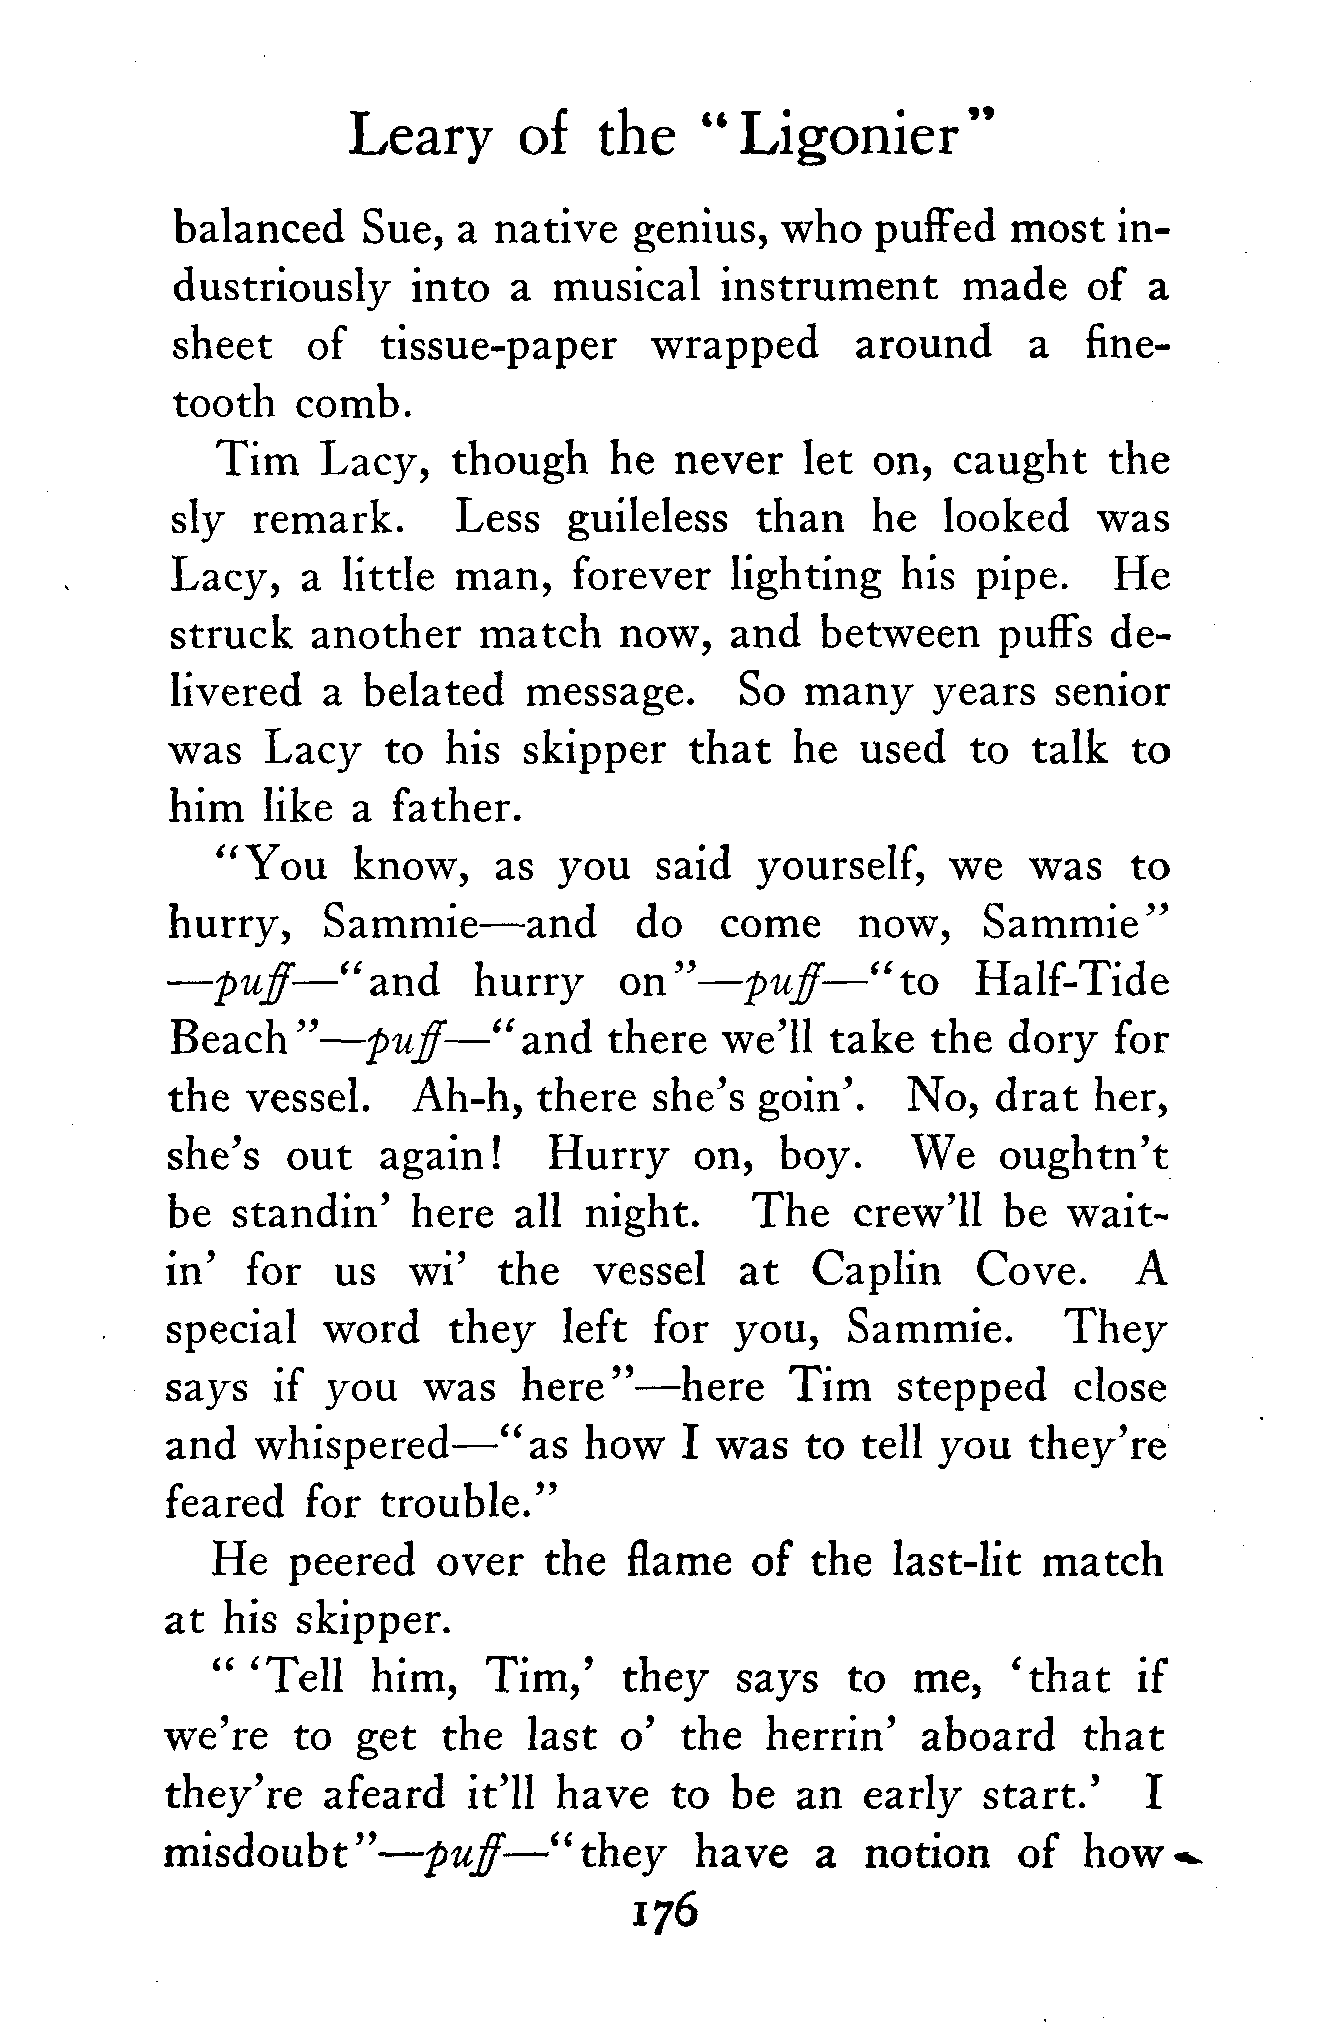 Leary of the "Ligonier"
balanced Sue, a native genius, who puffed most in-
dustriously into a musical instrument made of a
sheet of tissue-paper wrapped around a fine-
tooth comb.
Tim Lacy, though he never let on, caught the
sly remark. Less guileless than he looked was
Lacy, a little man, forever lighting his pipe. He
struck another match now, and between puffs de-
livered a belated message. So many years senior
was Lacy to his skipper that he used to talk to
him like a father.
"You know, as you said yourself, we was to
hurry, Sammie—and do come now, Sammie"
—puff—"and hurry on"—puff—"to Half-Tide
Beach"—puff—"and there we'll take the dory for
the vessel. Ah-h, there she's goin'. No, drat her,
she's out again! Hurry on, boy. We oughtn't
be standin' here all night. The crew'll be wait-
in' for us wi' the vessel at Caplin Cove. A
special word they left for you, Sammie. They
says if you was here"—here Tim stepped close
and whispered—"as how I was to tell you they're
feared for trouble."
He peered over the flame of the last-lit match
at his skipper.
" 'Tell him, Tim,' they says to me, 'that if
we're to get the last o' the herrin' aboard that
they're afeard it'll have to be an early start.' I
misdoubt"—puff—"they have a notion of how
176